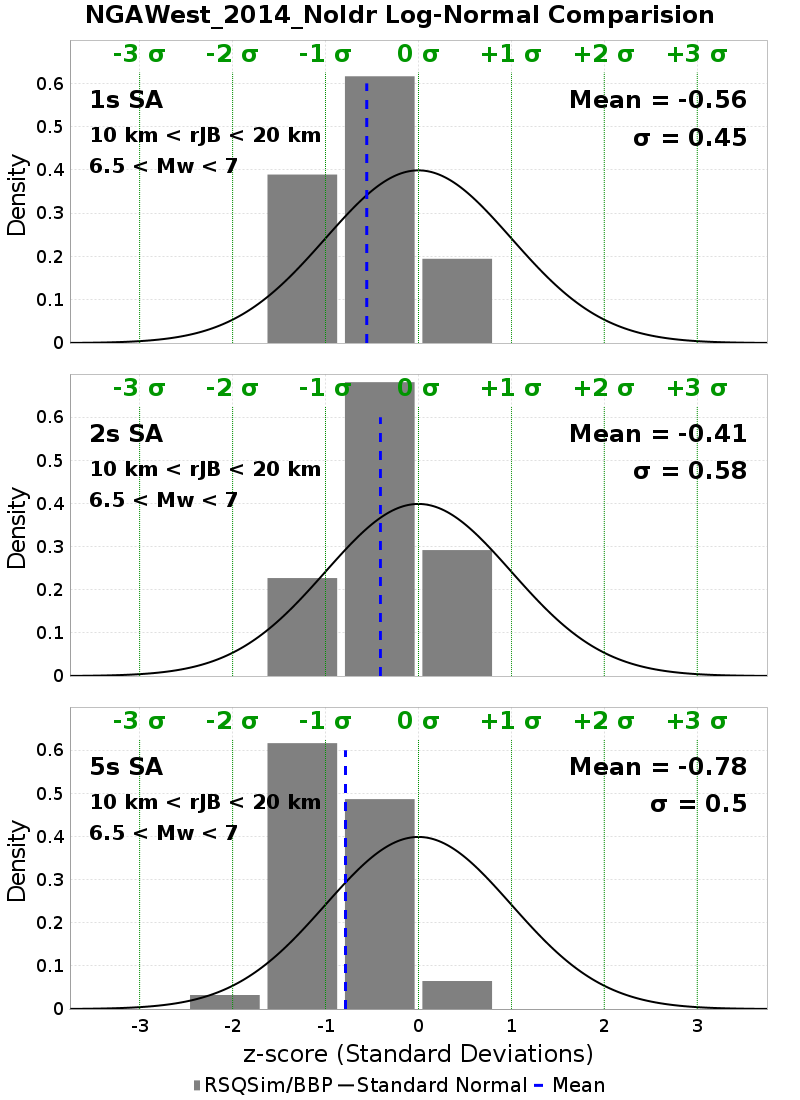 NGAWest_2014_NoIdr Log-Normal Comparision
-3 σ -2 σ -1 σ 0 σ +1 σ +2 σ +3 σ
1s SA Mean = -0.56
10 km < rJB < 20 km σ = 0.45
6.5 < Mw < 7
Density
0.6
0.5
0.4
0.3
0.2
0.1
0
-3 σ -2 σ -1 σ 0 σ +1 σ +2 σ +3 σ
2s SA Mean = -0.41
10 km < rJB < 20 km σ = 0.58
6.5 < Mw < 7
Density
0.6
0.5
0.4
0.3
0.2
0.1
0
-3 σ -2 σ -1 σ 0 σ +1 σ +2 σ +3 σ
5s SA Mean = -0.78
10 km < rJB < 20 km σ = 0.5
6.5 < Mw < 7
Density
0.6
0.5
0.4
0.3
0.2
0.1
0
-3 -2 -1 0 1 2 3
z-score (Standard Deviations)
RSQSim/BBP Standard Normal Mean